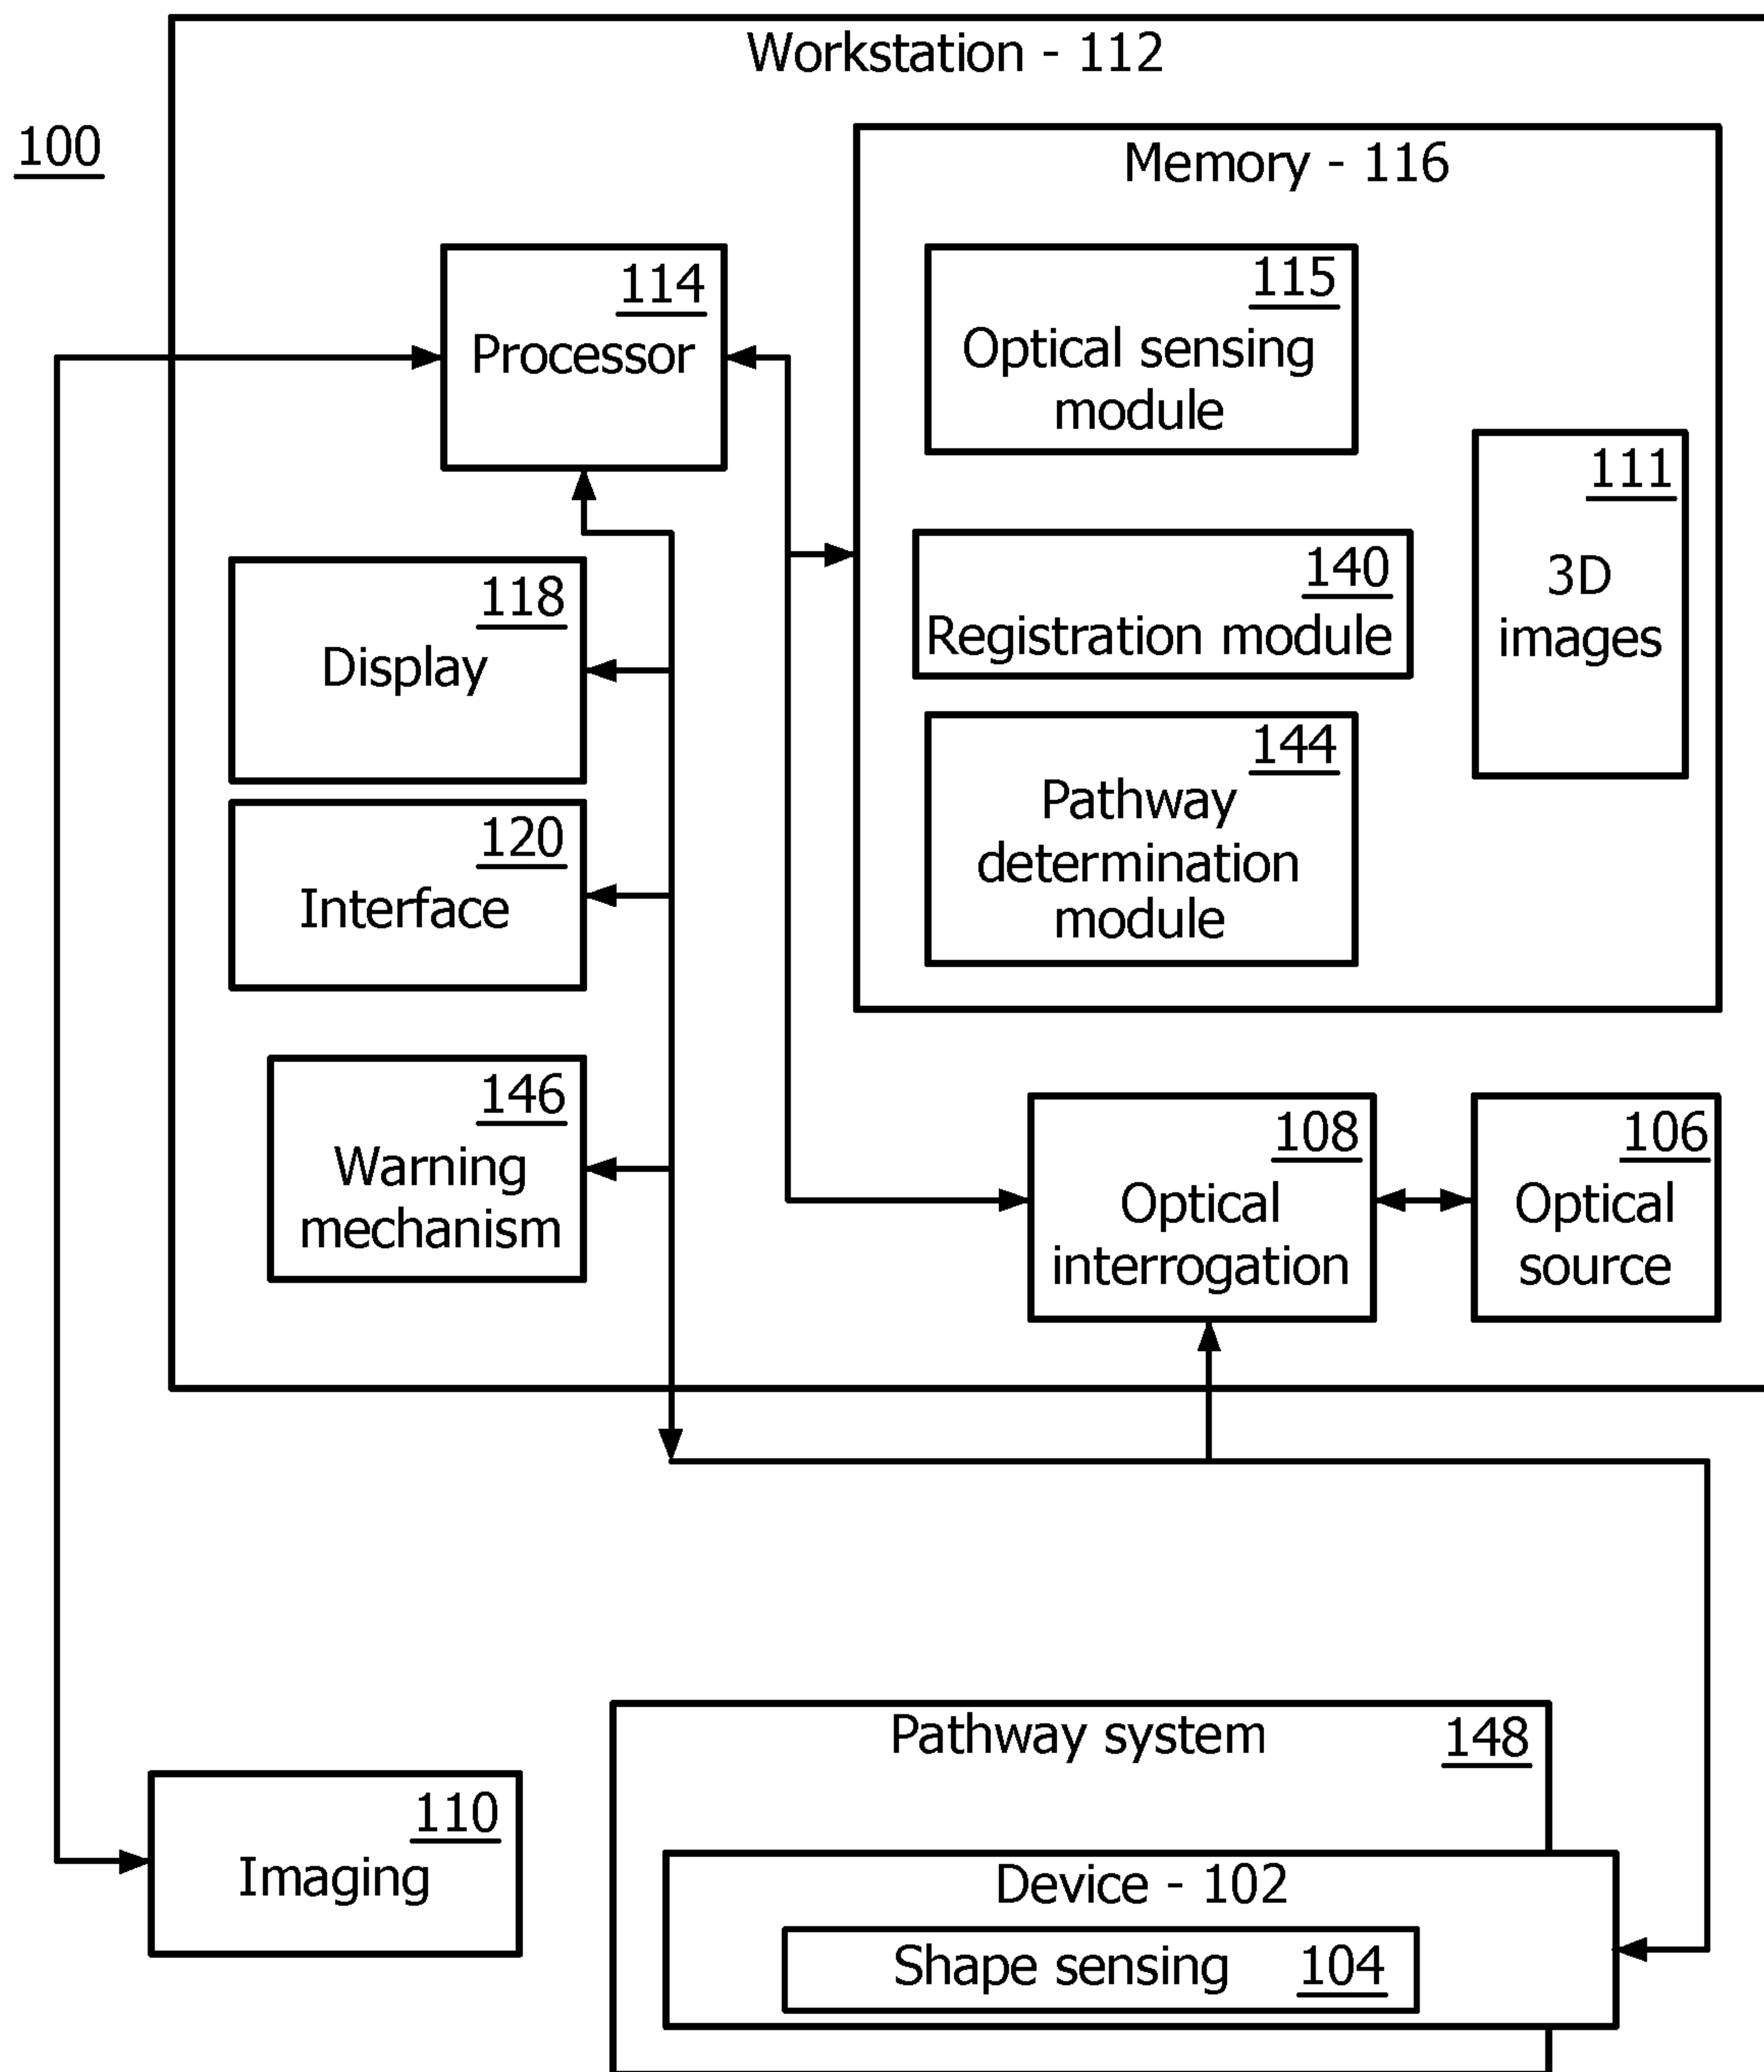 Workstation - 112
100
Memory - 116
114
Processor
115
Optical sensing
module
111
3D
images
140
Registration module
118
Display
144
Pathway
determination
module
120
Interface
146
Warning
mechanism
108
Optical
interrogation
106
Optical
source
Pathway system 148
110
Imaging
Device - 102
Shape sensing 104